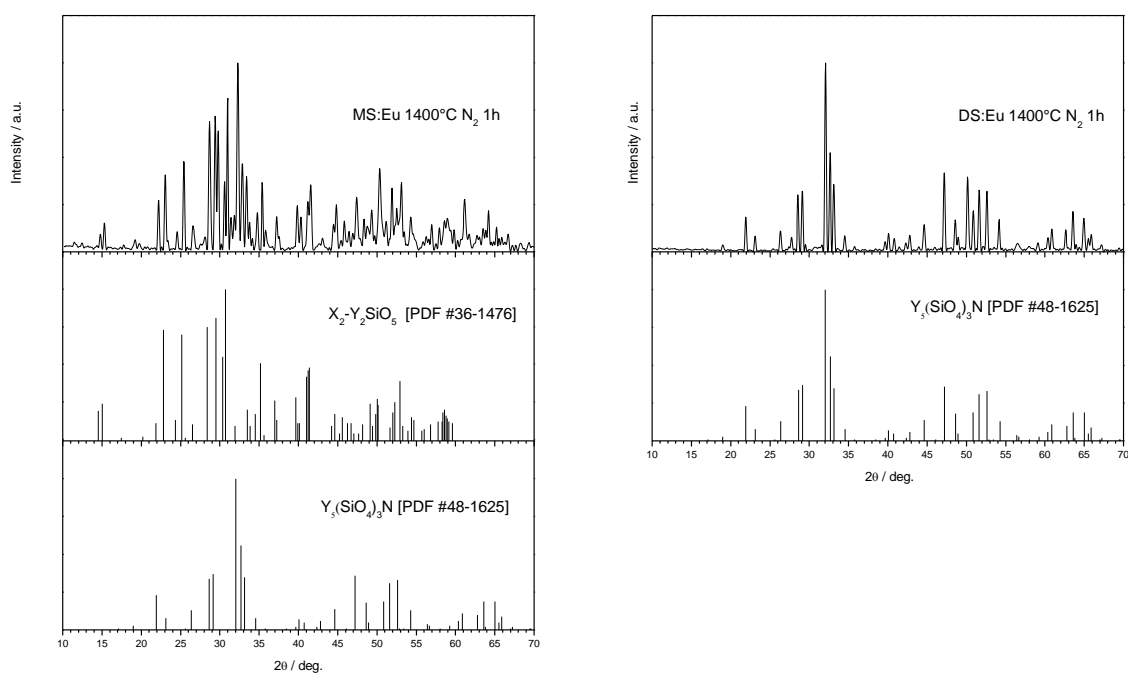 Intensity / a.u.
MS:Eu 1400°C N₂ 1h
X₂-Y₂SiO₅ [PDF #36-1476]
Y₅(SiO₄)₃N [PDF #48-1625]
10 15 20 25 30 35 40 45 50 55 60 65 70
2θ / deg.
Intensity / a.u.
DS:Eu 1400°C N₂ 1h
Y₅(SiO₄)₃N [PDF #48-1625]
10 15 20 25 30 35 40 45 50 55 60 65 70
2θ / deg.